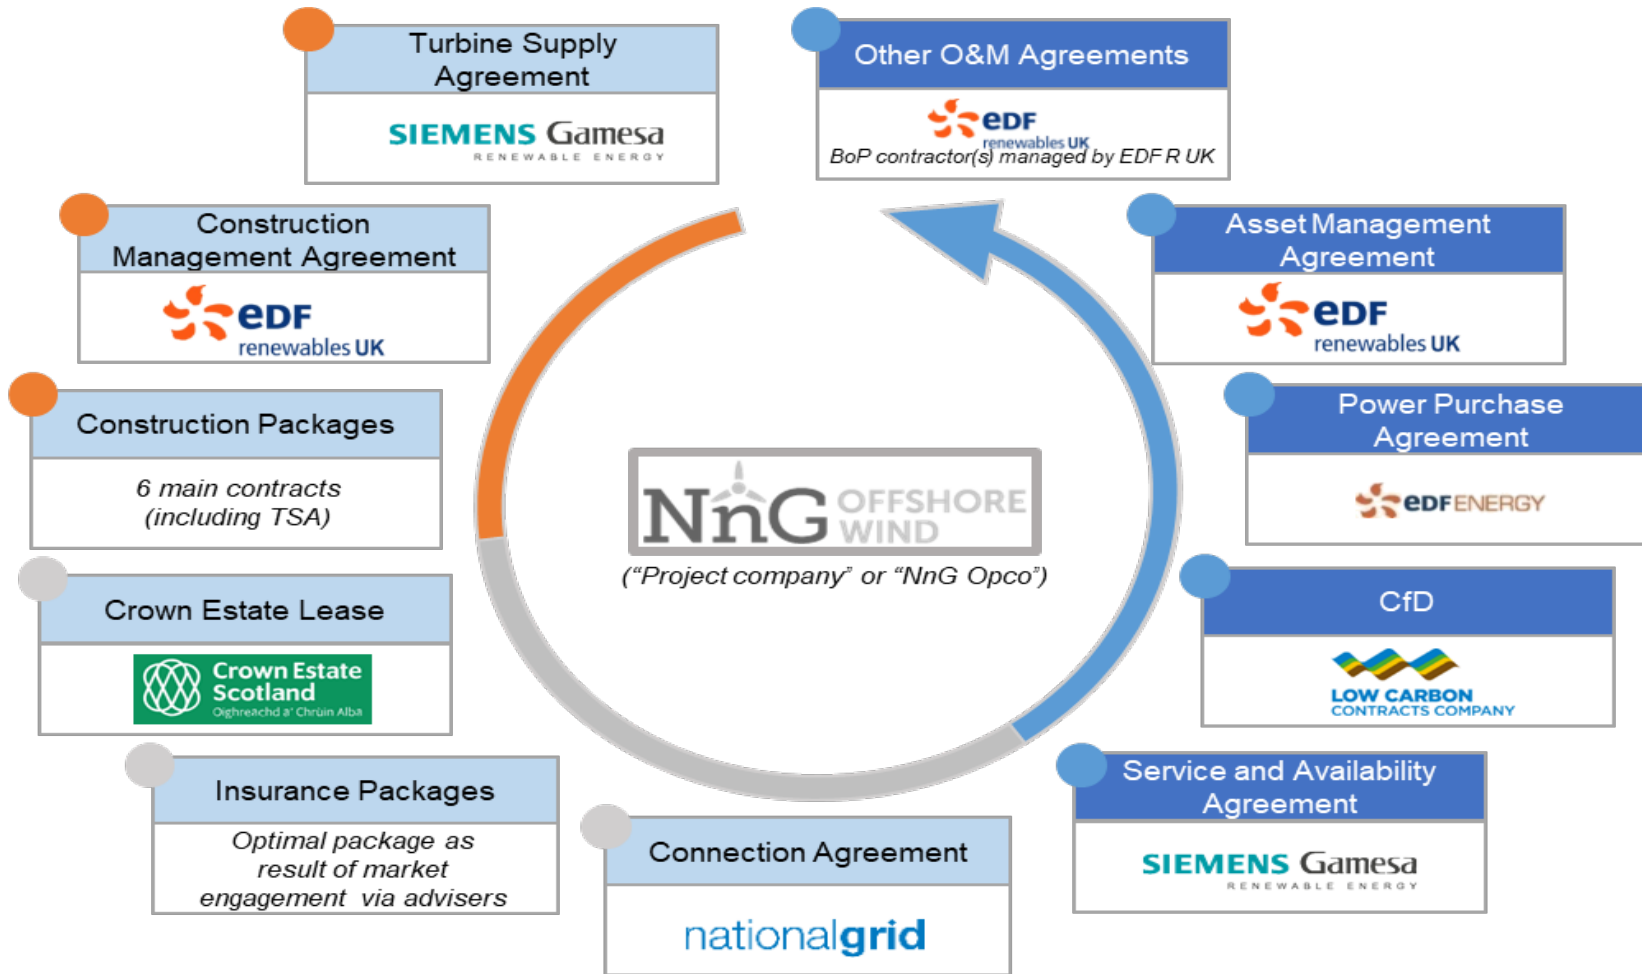 Turbine Supply
Agreement
SIEMENS Gamesa
RENEWABLE ENERGY
Other O&M Agreements
eDF
renewables UK
BoP contractor(s) managed by EDF R UK
Construction
Management Agreement
eDF
renewables UK
Asset Management
Agreement
eDF
renewables UK
Construction Packages
6 main contracts
(including TSA)
Power Purchase
Agreement
eDF ENERGY
NnG OFFSHORE
WIND
(“Project company” or “NnG Opco”)
Crown Estate Lease
Crown Estate
Scotland
Oighreachd a' Chrùin Alba
CfD
LOW CARBON
CONTRACTS COMPANY
Insurance Packages
Optimal package as
result of market
engagement via advisers
Connection Agreement
nationalgrid
Service and Availability
Agreement
SIEMENS Gamesa
RENEWABLE ENERGY